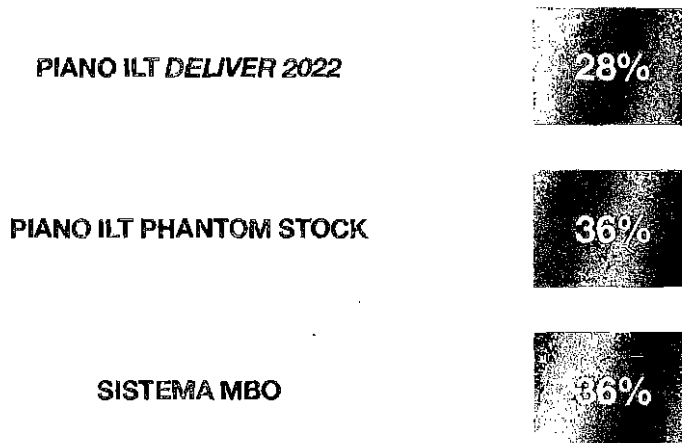 PIANO ILT DELIVER 2022
28%
PIANO ILT PHANTOM STOCK
36%
SISTEMA MBO
36%